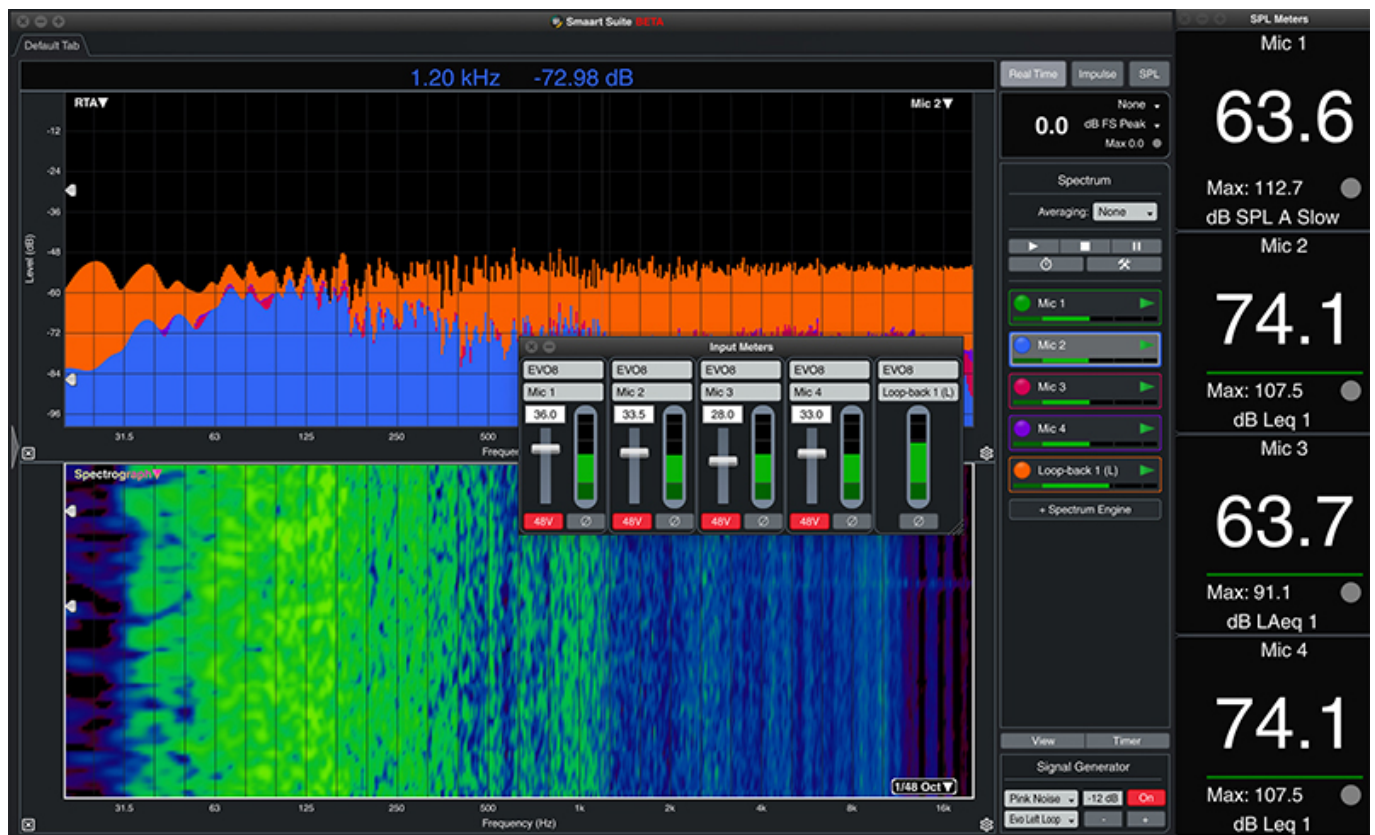 Smaart Suite BETA
Default Tab
1.20 kHz -72.98 dB
RTA▼
Mic 2▼
Level (dB)
-12
-24
-36
-48
-60
-72
-84
-96
31.5 63 125 250 500
Frequen
Input Meters
EVO8 EVO8 EVO8 EVO8 EVO8
Mic 1 Mic 2 Mic 3 Mic 4 Loop-back 1 (L)
36.0 33.5 28.0 33.0
48V Ø 48V Ø 48V Ø 48V Ø Ø
Spectrograph▼
1/48 Oct▼
31.5 63 125 250 500 1k 2k 4k 8k 16k
Frequency (Hz)
Real Time Impulse SPL
None
0.0 dB FS Peak
Max 0.0
Spectrum
Averaging: None
Mic 1
Mic 2
Mic 3
Mic 4
Loop-back 1 (L)
+ Spectrum Engine
View Timer
Signal Generator
Pink Noise -12 dB On
Evo Left Loop - +
SPL Meters
Mic 1
63.6
Max: 112.7
dB SPL A Slow
Mic 2
74.1
Max: 107.5
dB Leq 1
Mic 3
63.7
Max: 91.1
dB LAeq 1
Mic 4
74.1
Max: 107.5
dB Leq 1